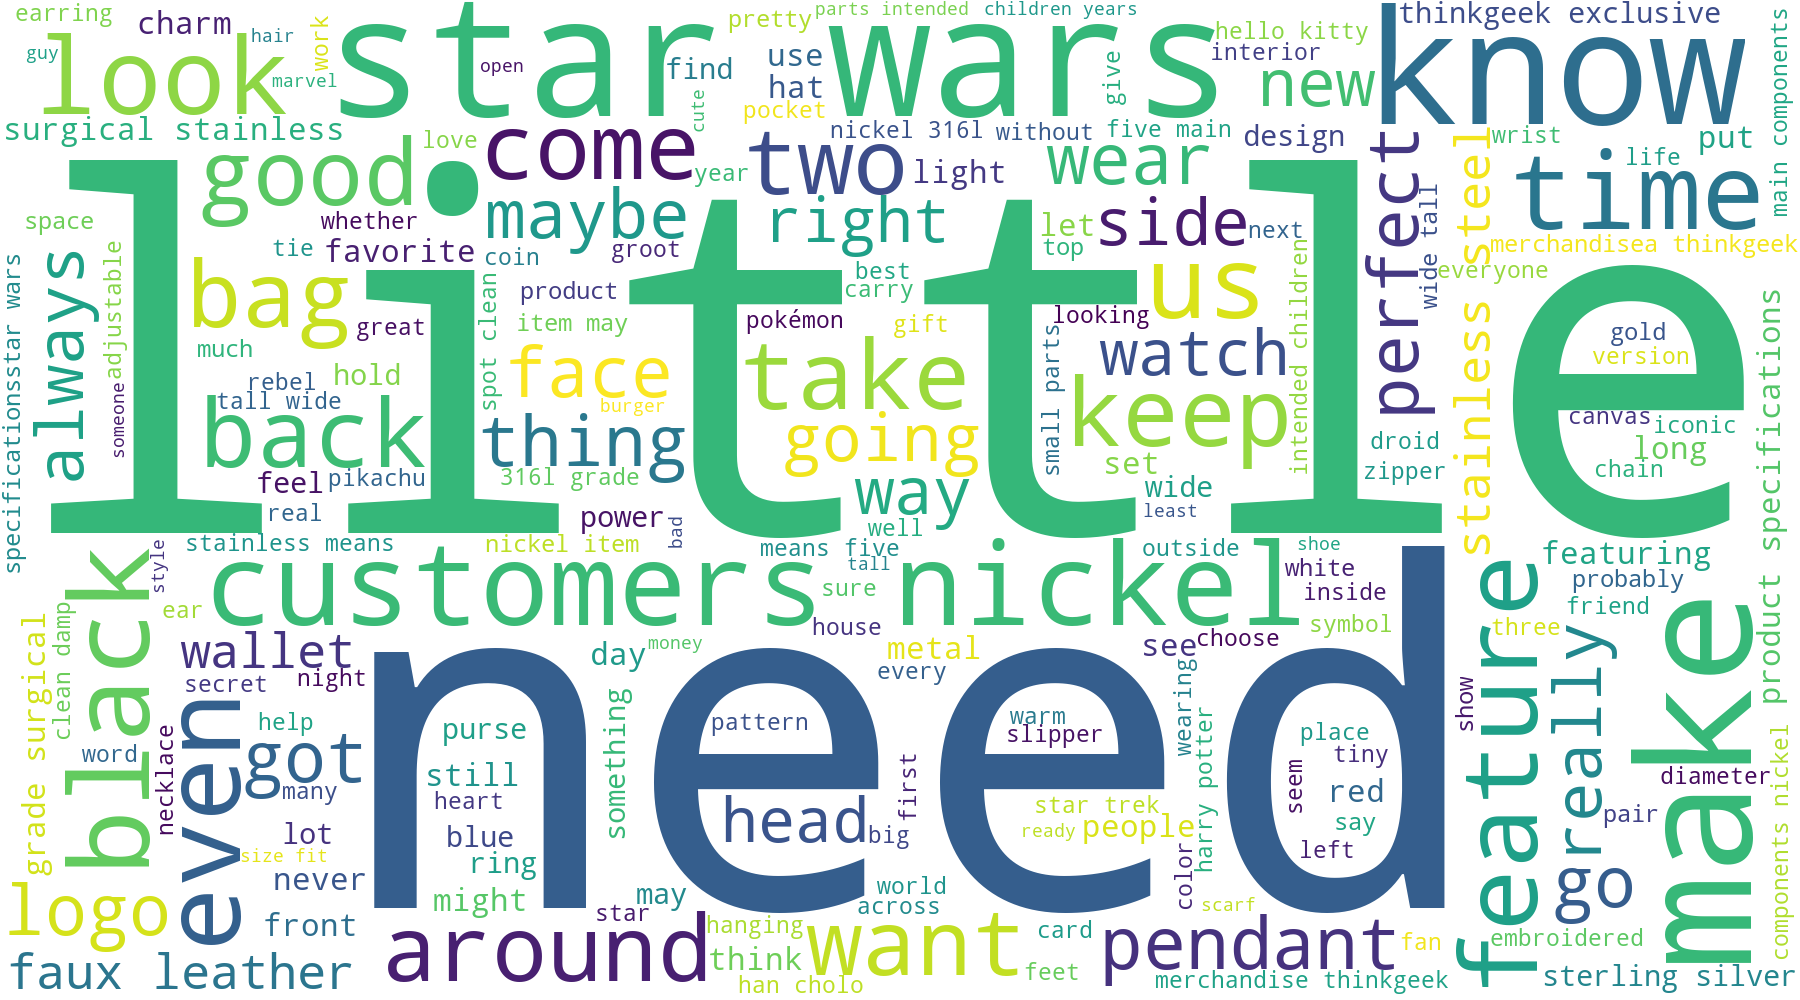 earring
charm
hair
guy
look
marvel
work
star wars
open
find
cute
pretty
parts intended
children years
use
hat
pocket
give
hello kitty
interior
new
thinkgeek exclusive
know
main components
surgical stainless
good
love
come
year
two
nickel 316l
without
light
five main
wear
design
perfect
stainless steel
wrist
put
life
time
space
always
adjustable
whether
tie
favorite
maybe
coin
groot
right
best
carry
let
top
side
next
wide tall
merchandisea thinkgeek
everyone
little
specificationsstar wars
bag
great
much
spot clean
product
item may
pokémon
gift
looking
us
intended children
small parts
gold
version
rebel
hold
tall wide
someone
back
face
burger
take
watch
keep
canvas
iconic
long
product specifications
thing
going
droid
zipper
chain
feel
pikachu
316l grade
set
wide
real
power
bad
way
well
least
stainless means
nickel item
means five
tall
outside
shoe
featuring
black
style
customers nickel
sure
white
inside
probably
friend
ear
clean damp
grade surgical
wallet
house
metal
see
choose
symbol
three
day
money
every
secret
night
need
even
word
necklace
help
got
many
purse
still
heart
something
pattern
warm
slipper
wearing
harry potter
place
tiny
seem
show
feature
really
make
diameter
components nickel
lot
blue
head
big
first
star trek
ready
people
red
say
left
pair
size fit
never
ring
color
go
logo
front
might
may
star
world
across
scarf
around
hanging
want
card
pendant
fan
embroidered
faux leather
think
han cholo
feet
merchandise thinkgeek
sterling silver